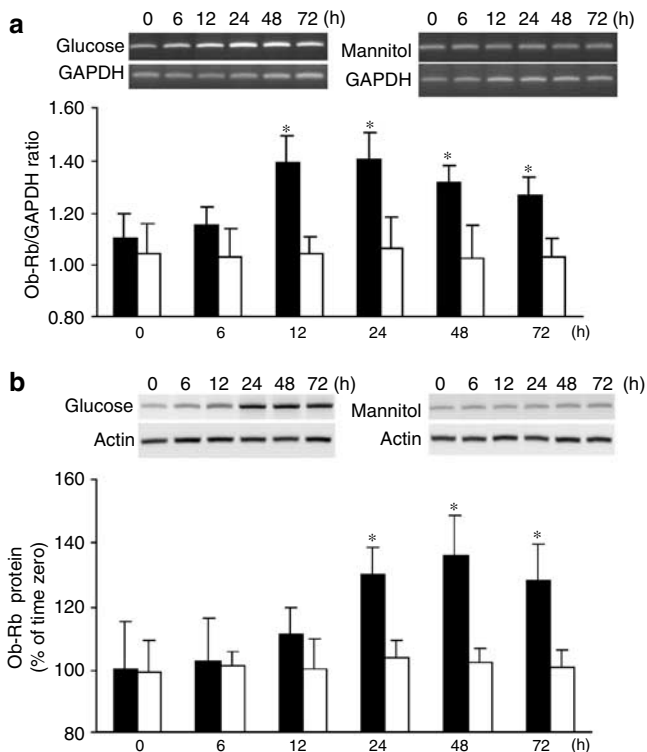 a
0 6 12 24 48 72 (h)
Glucose
GAPDH
0 6 12 24 48 72 (h)
Mannitol
GAPDH
Ob-Rb/GAPDH ratio
1.60
1.40
1.20
1.00
0.80
* * * *
0 6 12 24 48 72 (h)
b
0 6 12 24 48 72 (h)
Glucose
Actin
0 6 12 24 48 72 (h)
Mannitol
Actin
Ob-Rb protein
(% of time zero)
160
140
120
100
80
* * *
0 6 12 24 48 72 (h)